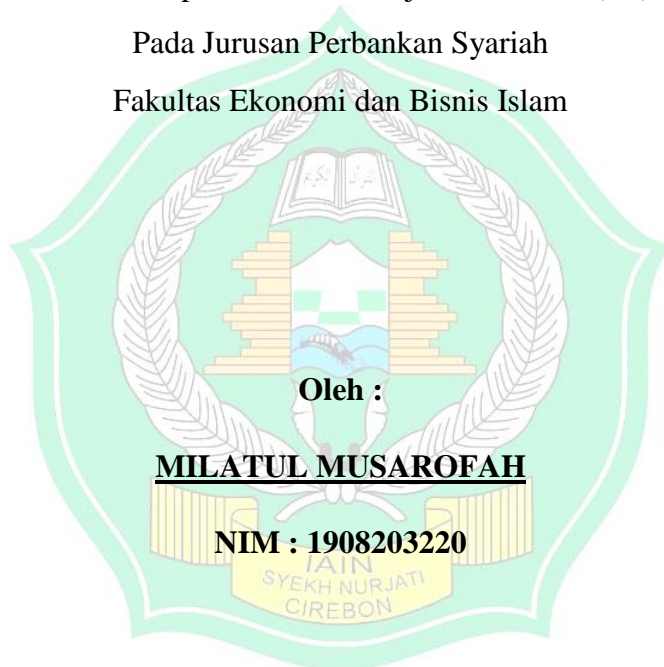 Pada Jurusan Perbankan Syariah
Fakultas Ekonomi dan Bisnis Islam
Oleh :
MILATUL MUSAROFAH
NIM : 1908203220
IAIN
SYEKH NURJATI
CIREBON